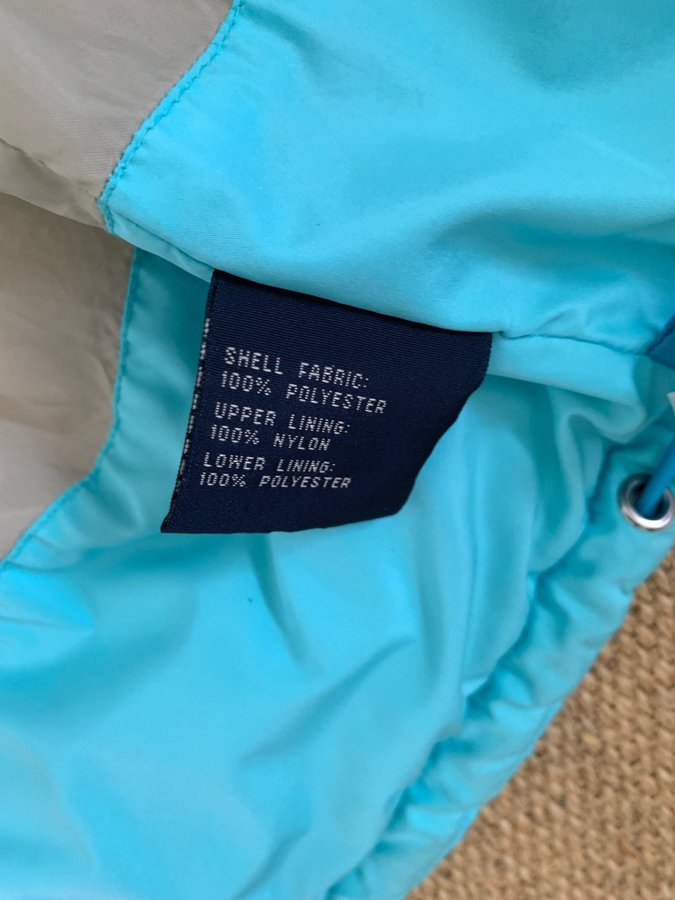 SHELL FABRIC:
100% POLYESTER
UPPER LINING:
100% NYLON
LOWER LINING:
100% POLYESTER